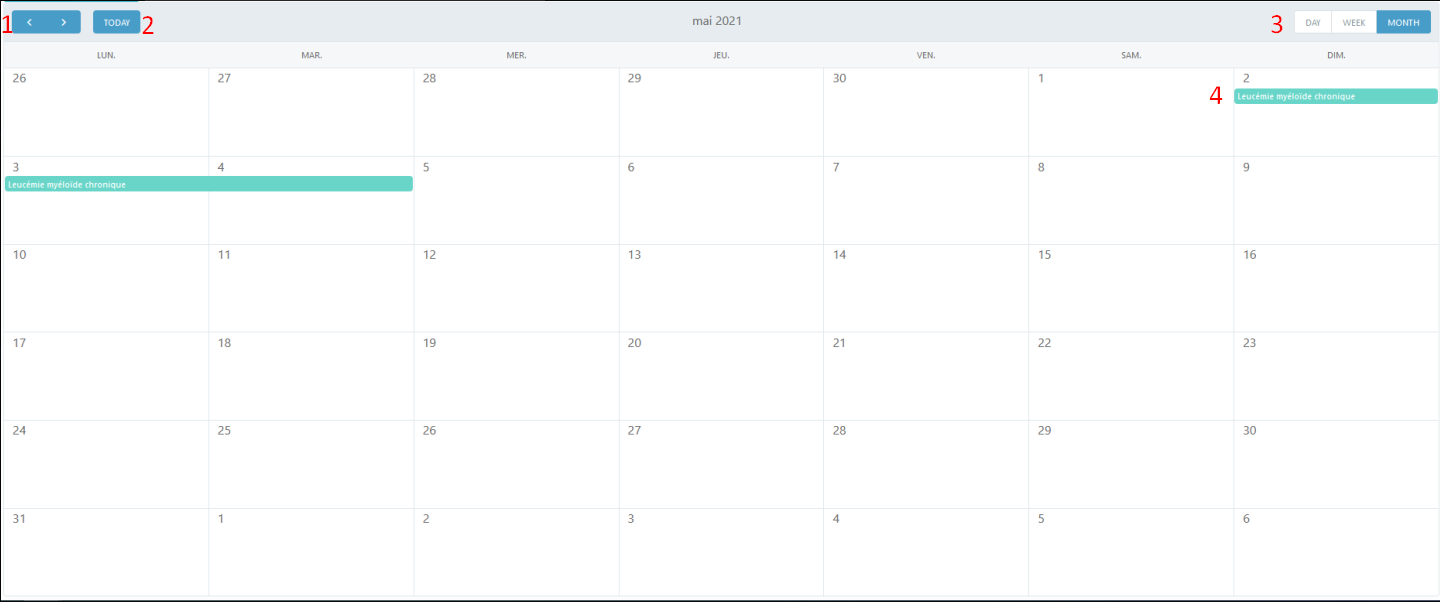 1 < > TODAY 2 mai 2021 3 DAY WEEK MONTH
LUN. MAR. MER. JEU. VEN. SAM. DIM.
26 27 28 29 30 1 2
4 Leucémie myéloïde chronique
3 4 5 6 7 8 9
Leucémie myéloïde chronique
10 11 12 13 14 15 16
17 18 19 20 21 22 23
24 25 26 27 28 29 30
31 1 2 3 4 5 6